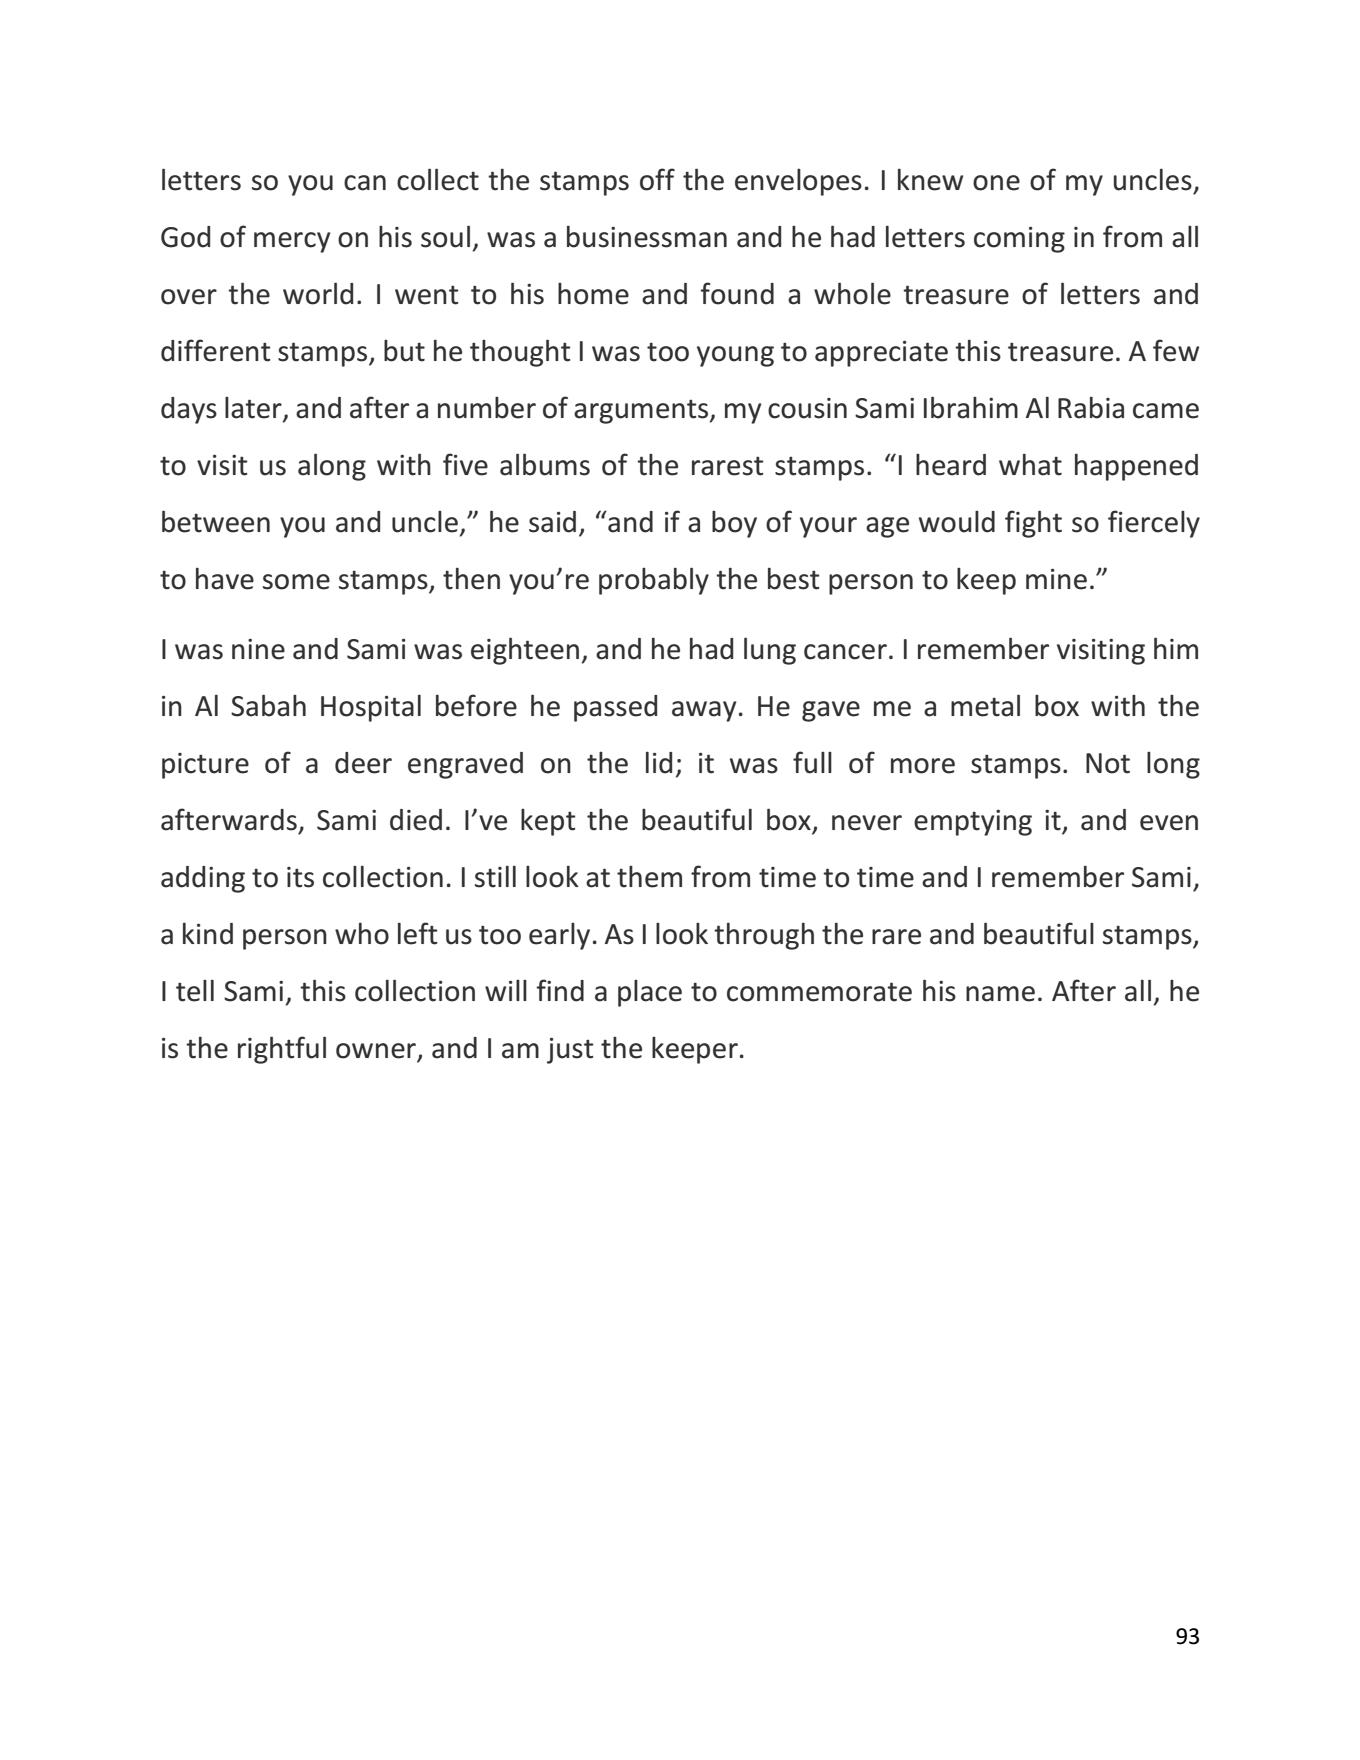 letters so you can collect the stamps off the envelopes. I knew one of my uncles,
God of mercy on his soul, was a businessman and he had letters coming in from all
over the world. I went to his home and found a whole treasure of letters and
different stamps, but he thought I was too young to appreciate this treasure. A few
days later, and after a number of arguments, my cousin Sami Ibrahim Al Rabia came
to visit us along with five albums of the rarest stamps. “I heard what happened
between you and uncle,” he said, “and if a boy of your age would fight so fiercely
to have some stamps, then you’re probably the best person to keep mine.”
I was nine and Sami was eighteen, and he had lung cancer. I remember visiting him
in Al Sabah Hospital before he passed away. He gave me a metal box with the
picture of a deer engraved on the lid; it was full of more stamps. Not long
afterwards, Sami died. I’ve kept the beautiful box, never emptying it, and even
adding to its collection. I still look at them from time to time and I remember Sami,
a kind person who left us too early. As I look through the rare and beautiful stamps,
I tell Sami, this collection will find a place to commemorate his name. After all, he
is the rightful owner, and I am just the keeper.
93